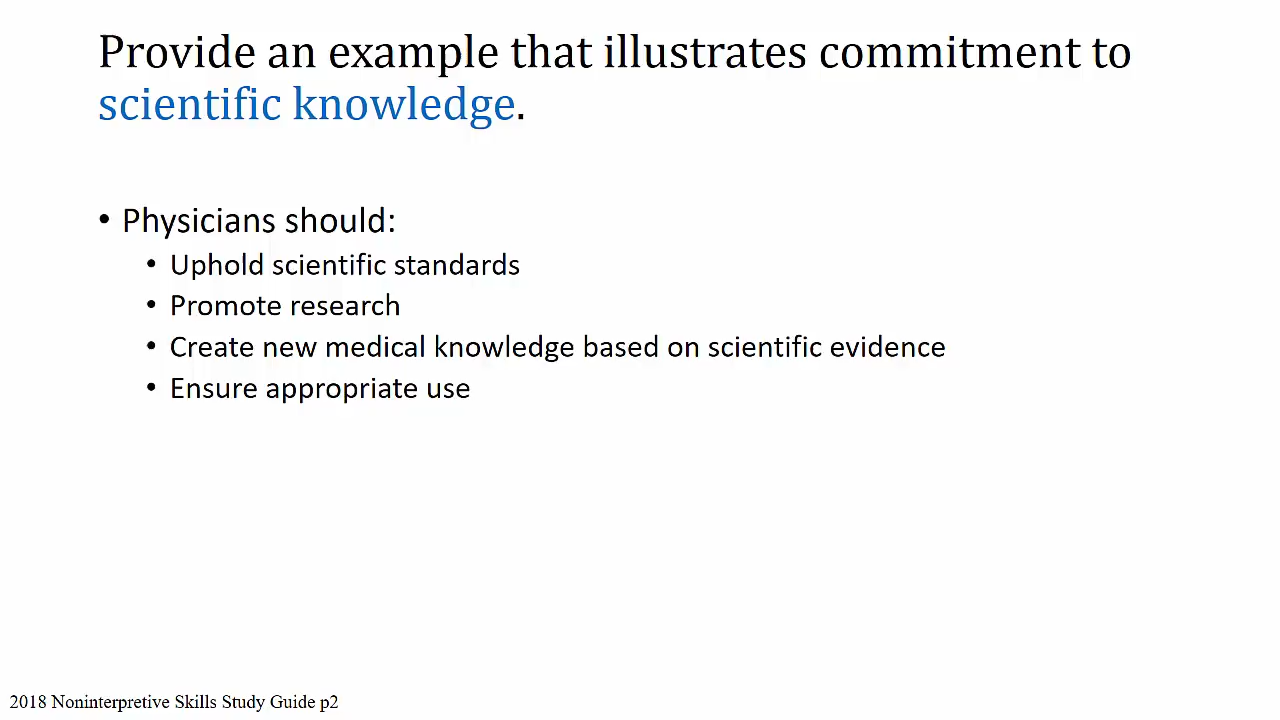 Provide an example that illustrates commitment to
scientific knowledge.
• Physicians should:
• Uphold scientific standards
• Promote research
• Create new medical knowledge based on scientific evidence
• Ensure appropriate use
2018 Noninterpretive Skills Study Guide p2